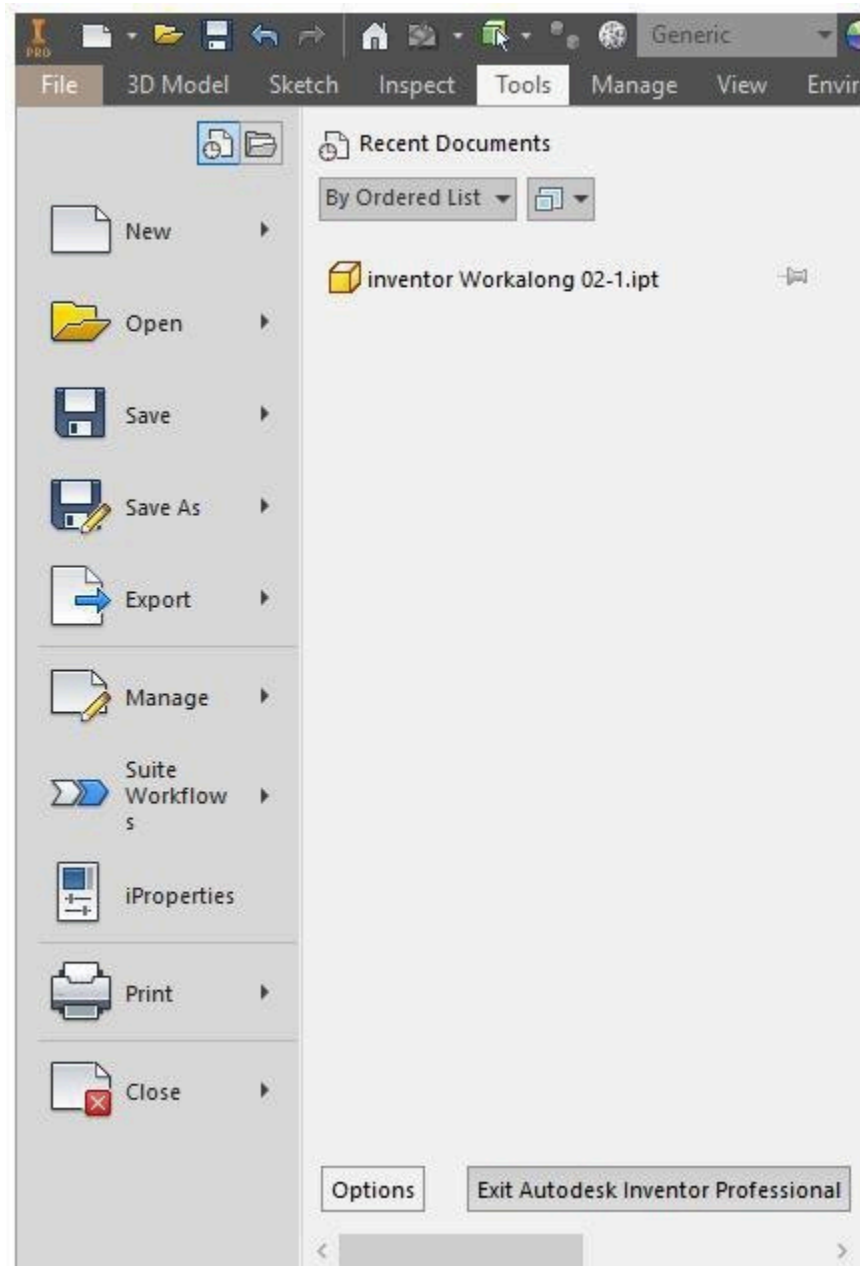 PRO
Generic
File 3D Model Sketch Inspect Tools Manage View Envir
Recent Documents
By Ordered List
New
inventor Workalong 02-1.ipt
Open
Save
Save As
Export
Manage
Suite
Workflow
s
iProperties
Print
Close
Options Exit Autodesk Inventor Professional